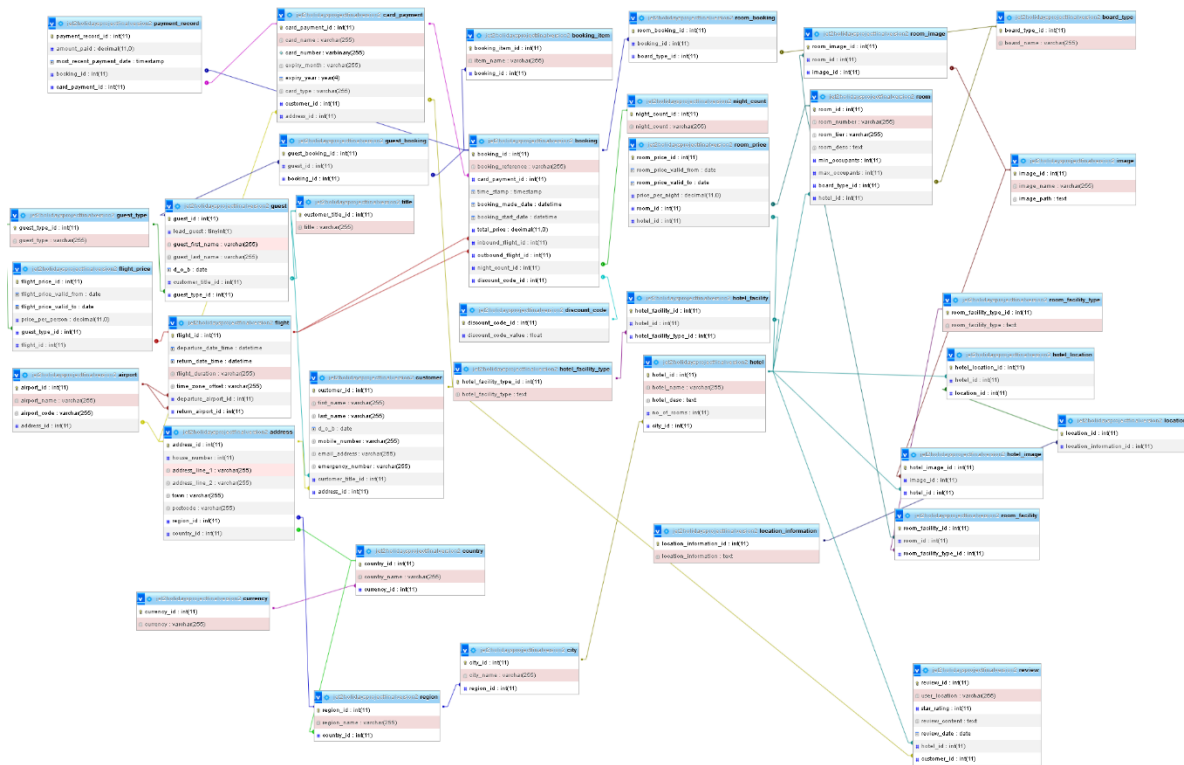 payment_record
payment_record_id : int(11)
amount_paid : decimal(11,0)
most_recent_payment_date : timestamp
booking_id : int(11)
card_payment_id : int(11)
card_payment
card_payment_id : int(11)
card_name : varchar(255)
card_number : varbinary(255)
expiry_month : varchar(255)
expiry_year : year(4)
card_type : varchar(255)
customer_id : int(11)
address_id : int(11)
booking_item
booking_item_id : int(11)
item_name : varchar(255)
booking_id : int(11)
room_booking
room_booking_id : int(11)
booking_id : int(11)
board_type_id : int(11)
room_image
room_image_id : int(11)
room_id : int(11)
image_id : int(11)
board_type
board_type_id : int(11)
board_name : varchar(255)
night_count
night_count_id : int(11)
night_count : varchar(255)
room
room_id : int(11)
room_number : varchar(255)
room_tier : varchar(255)
room_desc : text
min_occupants : int(11)
max_occupants : int(11)
board_type_id : int(11)
hotel_id : int(11)
guest_booking
guest_booking_id : int(11)
guest_id : int(11)
booking_id : int(11)
booking
booking_id : int(11)
booking_reference : varchar(255)
card_payment_id : int(11)
time_stamp : timestamp
booking_made_date : datetime
booking_start_date : datetime
total_price : decimal(11,0)
inbound_flight_id : int(11)
outbound_flight_id : int(11)
night_count_id : int(11)
discount_code_id : int(11)
room_price
room_price_id : int(11)
room_price_valid_from : date
room_price_valid_to : date
price_per_night : decimal(11,0)
room_id : int(11)
hotel_id : int(11)
image
image_id : int(11)
image_name : varchar(255)
image_path : text
guest_type
guest_type_id : int(11)
guest_type : varchar(255)
guest
guest_id : int(11)
lead_guest : tinyint(1)
guest_first_name : varchar(255)
guest_last_name : varchar(255)
d_o_b : date
customer_title_id : int(11)
guest_type_id : int(11)
title
customer_title_id : int(11)
title : varchar(255)
flight_price
flight_price_id : int(11)
flight_price_valid_from : date
flight_price_valid_to : date
price_per_person : decimal(11,0)
guest_type_id : int(11)
flight_id : int(11)
flight
flight_id : int(11)
departure_date_time : datetime
return_date_time : datetime
flight_duration : varchar(255)
time_zone_offset : varchar(255)
departure_airport_id : int(11)
return_airport_id : int(11)
discount_code
discount_code_id : int(11)
discount_code_value : float
hotel_facility
hotel_facility_id : int(11)
hotel_id : int(11)
hotel_facility_type_id : int(11)
room_facility_type
room_facility_type_id : int(11)
room_facility_type : text
airport
airport_id : int(11)
airport_name : varchar(255)
airport_code : varchar(255)
address_id : int(11)
customer
customer_id : int(11)
first_name : varchar(255)
last_name : varchar(255)
d_o_b : date
mobile_number : varchar(255)
email_address : varchar(255)
emergency_number : varchar(255)
customer_title_id : int(11)
address_id : int(11)
hotel_facility_type
hotel_facility_type_id : int(11)
hotel_facility_type : text
hotel
hotel_id : int(11)
hotel_name : varchar(255)
hotel_desc : text
no_of_rooms : int(11)
city_id : int(11)
hotel_location
hotel_location_id : int(11)
hotel_id : int(11)
location_id : int(11)
location
location_id : int(11)
location_information_id : int(11)
address
address_id : int(11)
house_number : int(11)
address_line_1 : varchar(255)
address_line_2 : varchar(255)
town : varchar(255)
postcode : varchar(255)
region_id : int(11)
country_id : int(11)
hotel_image
hotel_image_id : int(11)
image_id : int(11)
hotel_id : int(11)
room_facility
room_facility_id : int(11)
room_id : int(11)
room_facility_type_id : int(11)
location_information
location_information_id : int(11)
location_information : text
country
country_id : int(11)
country_name : varchar(255)
currency_id : int(11)
currency
currency_id : int(11)
currency : varchar(255)
city
city_id : int(11)
city_name : varchar(255)
region_id : int(11)
region
region_id : int(11)
region_name : varchar(255)
country_id : int(11)
review
review_id : int(11)
user_location : varchar(255)
star_rating : int(11)
review_content : text
review_date : date
hotel_id : int(11)
customer_id : int(11)